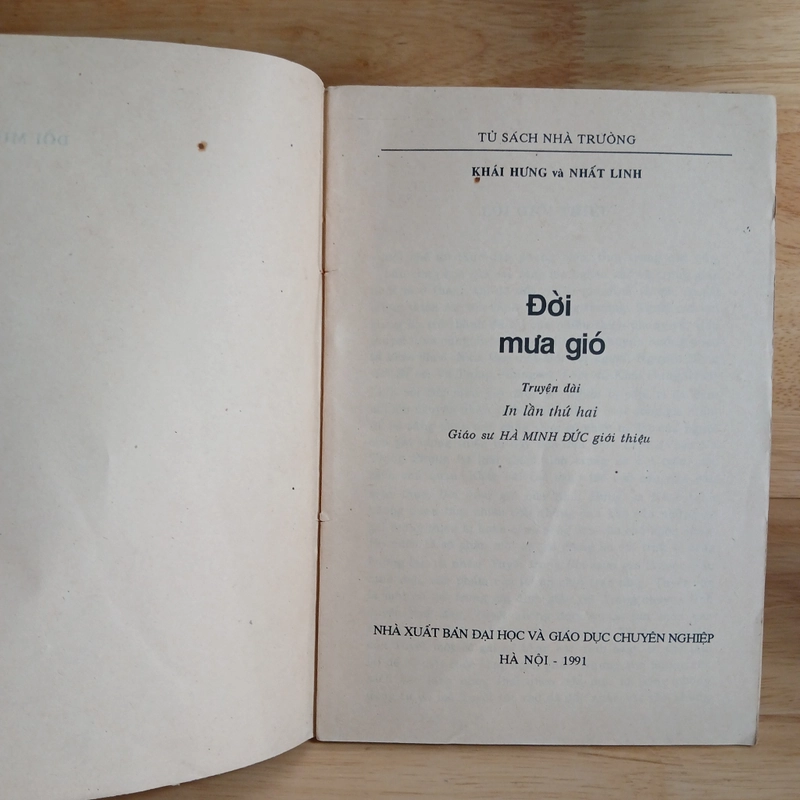 TỦ SÁCH NHÀ TRƯỜNG
KHÁI HƯNG và NHẤT LINH
Đời
mưa gió
Truyện dài
In lần thứ hai
Giáo sư HÀ MINH ĐỨC giới thiệu
NHÀ XUẤT BẢN ĐẠI HỌC VÀ GIÁO DỤC CHUYÊN NGHIỆP
HÀ NỘI - 1991